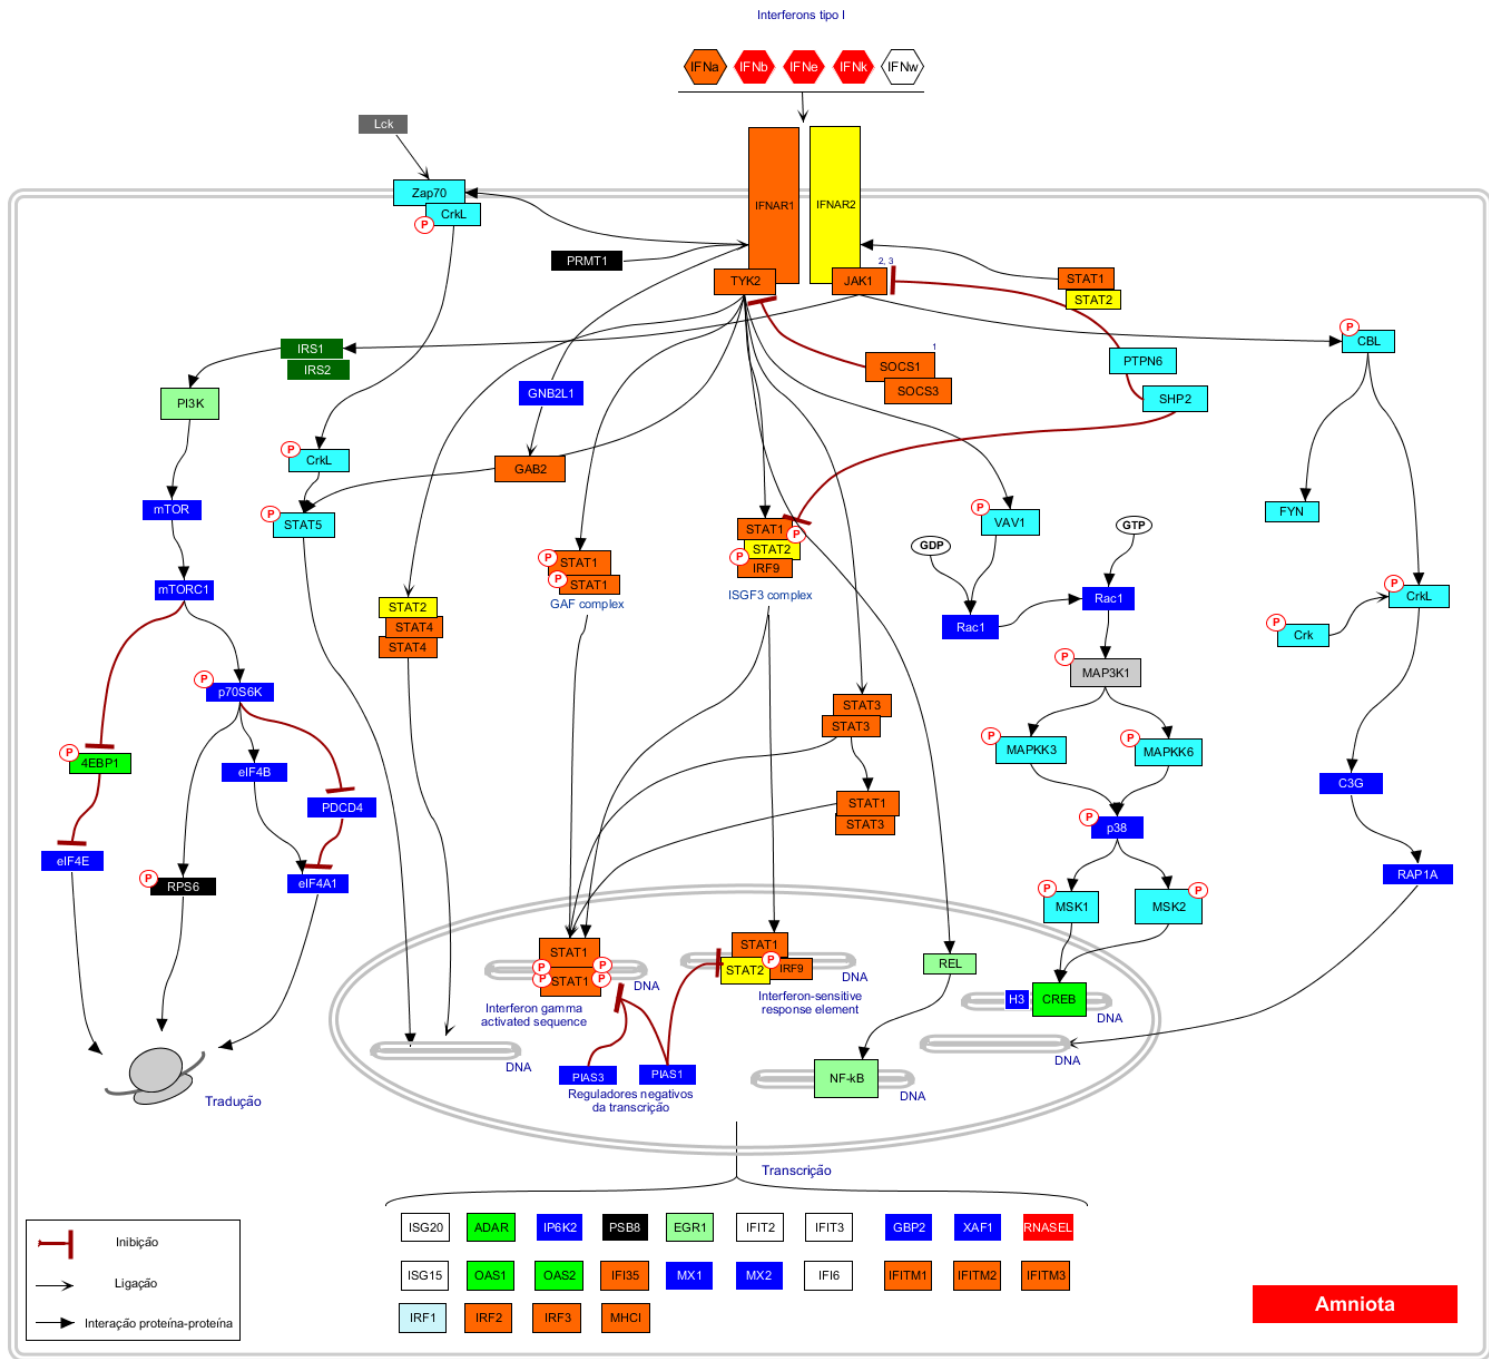 Interferons tipo I
IFNa IFNb IFNe IFNk IFNw
Lck
Zap70
CrkL
P
IFNAR1
IFNAR2
PRMT1
2, 3
TYK2
JAK1
STAT1
STAT2
IRS1
IRS2
P
CBL
1
SOCS1
SOCS3
PTPN6
SHP2
PI3K
GNB2L1
P
CrkL
GAB2
mTOR
P
STAT5
P
VAV1
FYN
GDP
GTP
STAT1
P
STAT2
P
IRF9
ISGF3 complex
P
STAT1
P
STAT1
GAF complex
mTORC1
STAT2
STAT4
STAT4
Rac1
Rac1
P
CrkL
P
Crk
P
MAP3K1
P
p70S6K
STAT3
STAT3
P
4EBP1
eIF4B
PDCD4
P
MAPKK3
P
MAPKK6
C3G
STAT1
STAT3
P
p38
eIF4E
P
RPS6
eIF4A1
RAP1A
P
MSK1
P
MSK2
STAT1
P
P
STAT1
P
P
DNA
Interferon gamma
activated sequence
STAT1
P
STAT2
IRF9
DNA
Interferon-sensitive
response element
REL
H3
CREB
DNA
DNA
DNA
PIAS3
PIAS1
Reguladores negativos
da transcrição
NF-kB
DNA
Tradução
Transcrição
ISG20 ADAR IP6K2 PSB8 EGR1 IFIT2 IFIT3 GBP2 XAF1 RNASEL
ISG15 OAS1 OAS2 IFI35 MX1 MX2 IFI6 IFITM1 IFITM2 IFITM3
IRF1 IRF2 IRF3 MHCI
Inibição
Ligação
Interação proteína-proteína
Amniota